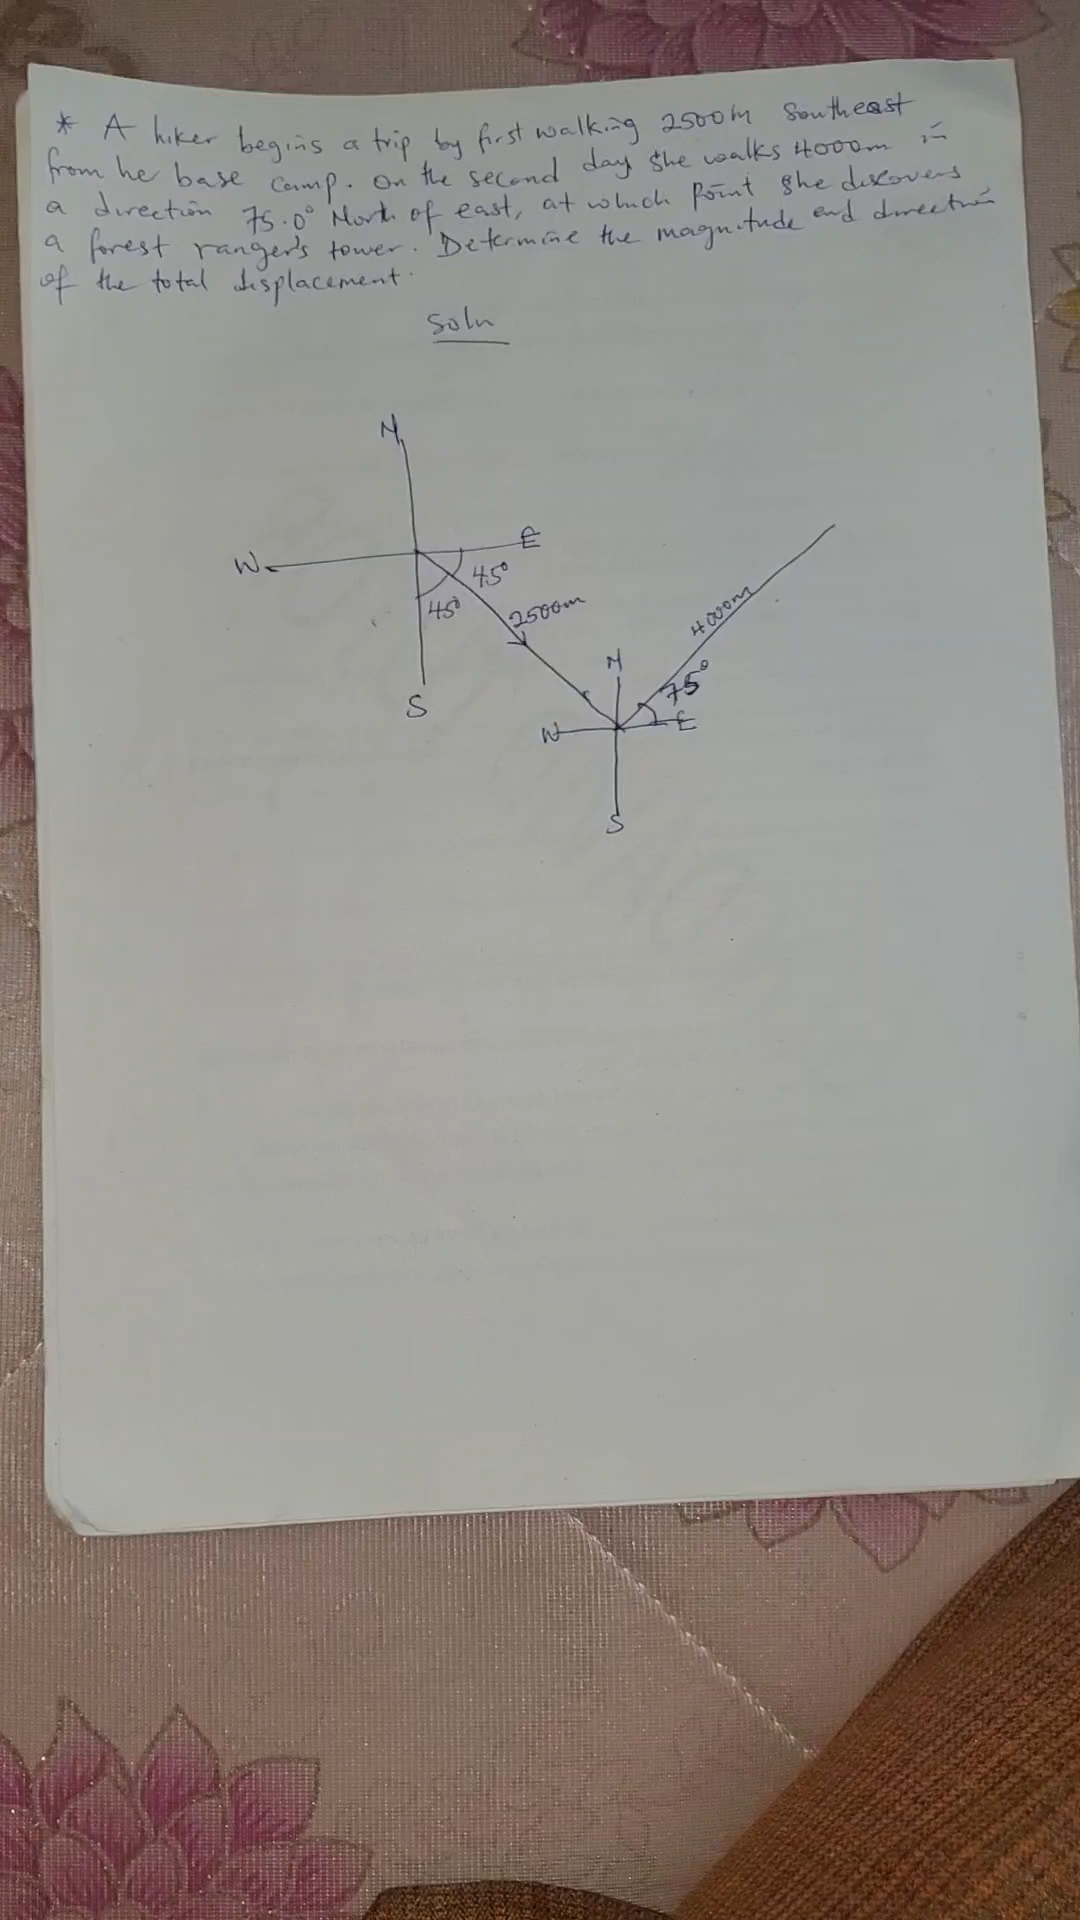 * A hiker begins a trip by first walking 2500m southeast
from he base camp. On the second day she walks 4000m in
a direction 75.0° North of east, at which point she discovers
a forest ranger's tower. Determine the magnitude and direction
of the total displacement.
Soln
N
W
E
45°
45°
2500m
S
4000m
N
75°
W
E
S